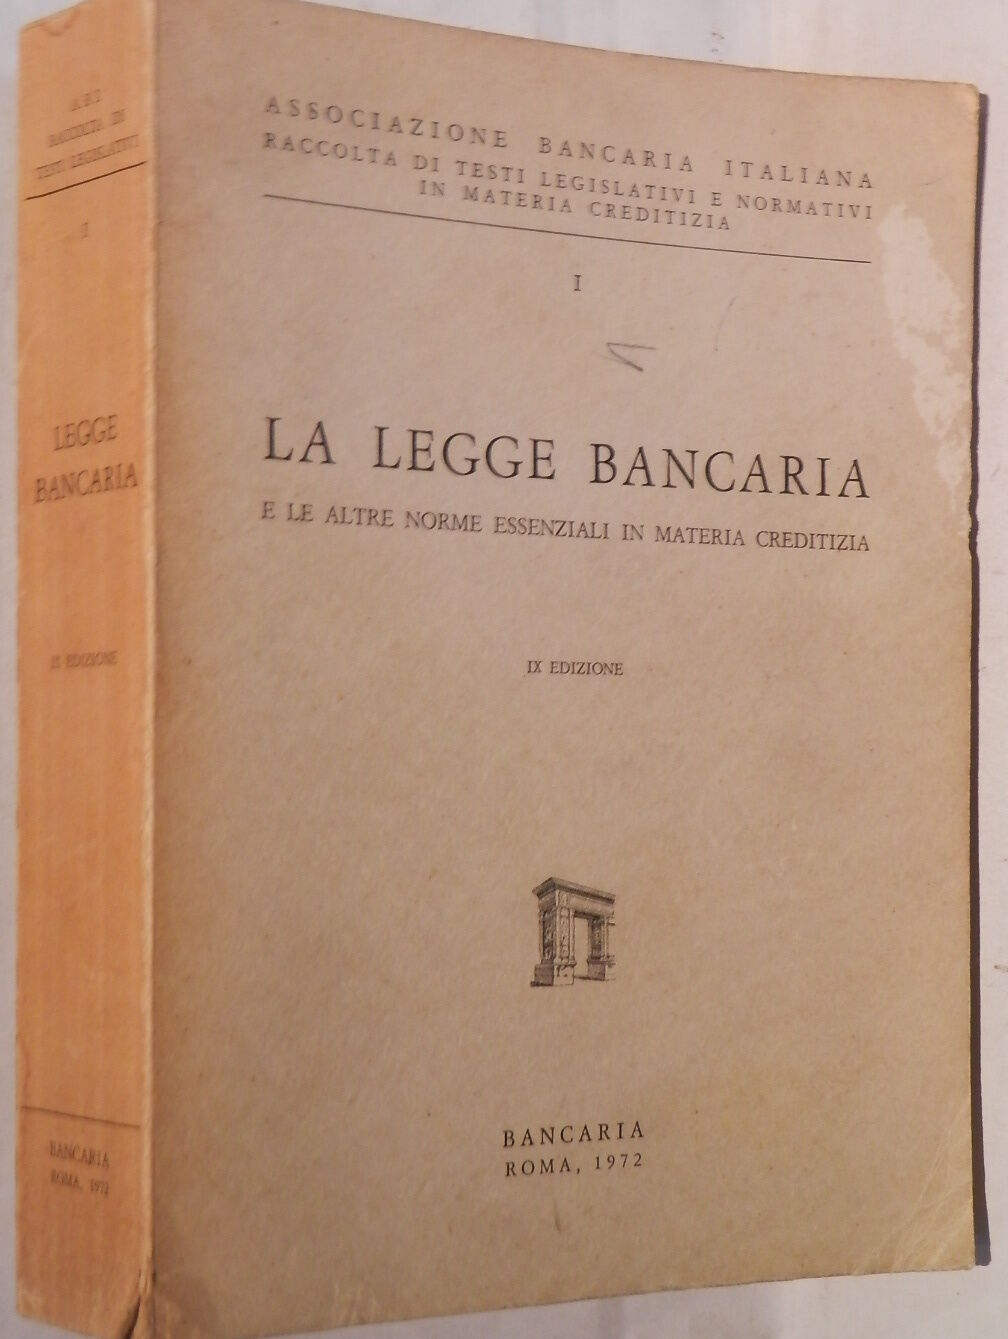 A.B.I.
RACCOLTA DI
TESTI LEGISLATIVI
I
LEGGE
BANCARIA
IX EDIZIONE
BANCARIA
ROMA, 1972
ASSOCIAZIONE BANCARIA ITALIANA
RACCOLTA DI TESTI LEGISLATIVI E NORMATIVI
IN MATERIA CREDITIZIA
I
LA LEGGE BANCARIA
E LE ALTRE NORME ESSENZIALI IN MATERIA CREDITIZIA
IX EDIZIONE
BANCARIA
ROMA, 1972